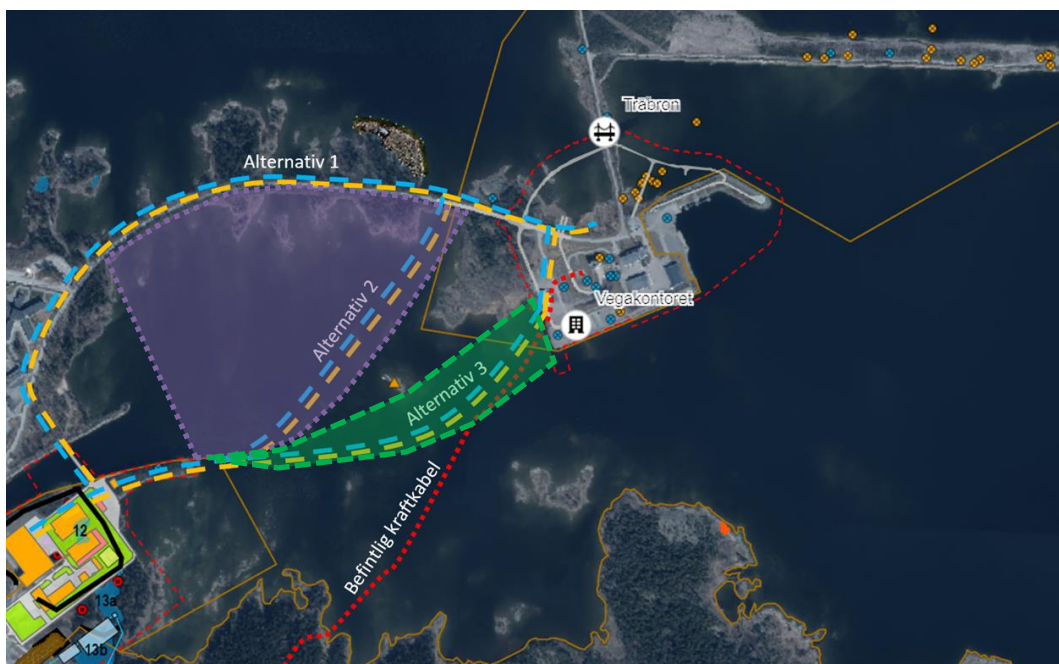 Träbron
Alternativ 1
Alternativ 2
Vegakontoret
Alternativ 3
Befintlig kraftkabel
12
13a
13b